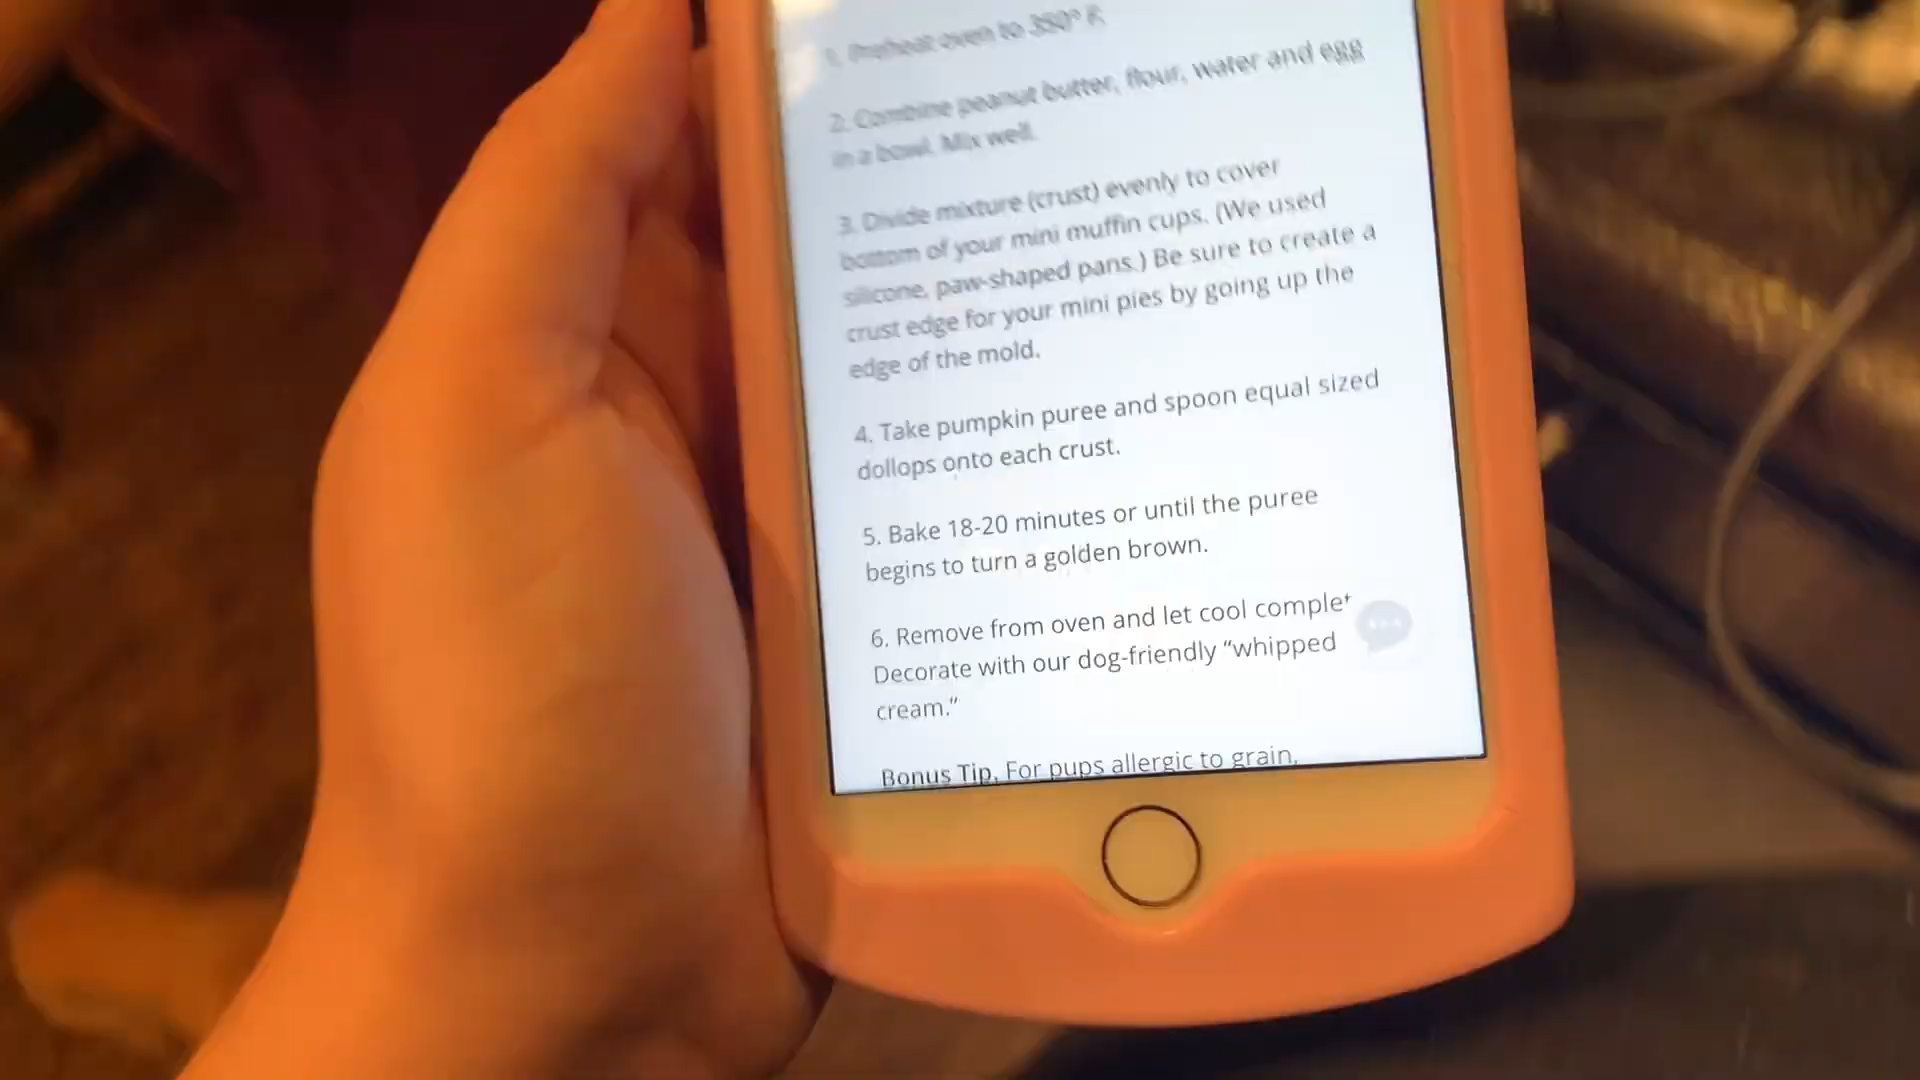 1. Preheat oven to 350° F.
2. Combine peanut butter, flour, water and egg
in a bowl. Mix well.
3. Divide mixture (crust) evenly to cover
bottom of your mini muffin cups. (We used
silicone, paw-shaped pans.) Be sure to create a
crust edge for your mini pies by going up the
edge of the mold.
4. Take pumpkin puree and spoon equal sized
dollops onto each crust.
5. Bake 18-20 minutes or until the puree
begins to turn a golden brown.
6. Remove from oven and let cool complet
Decorate with our dog-friendly “whipped
cream.”
Bonus Tip. For pups allergic to grain,